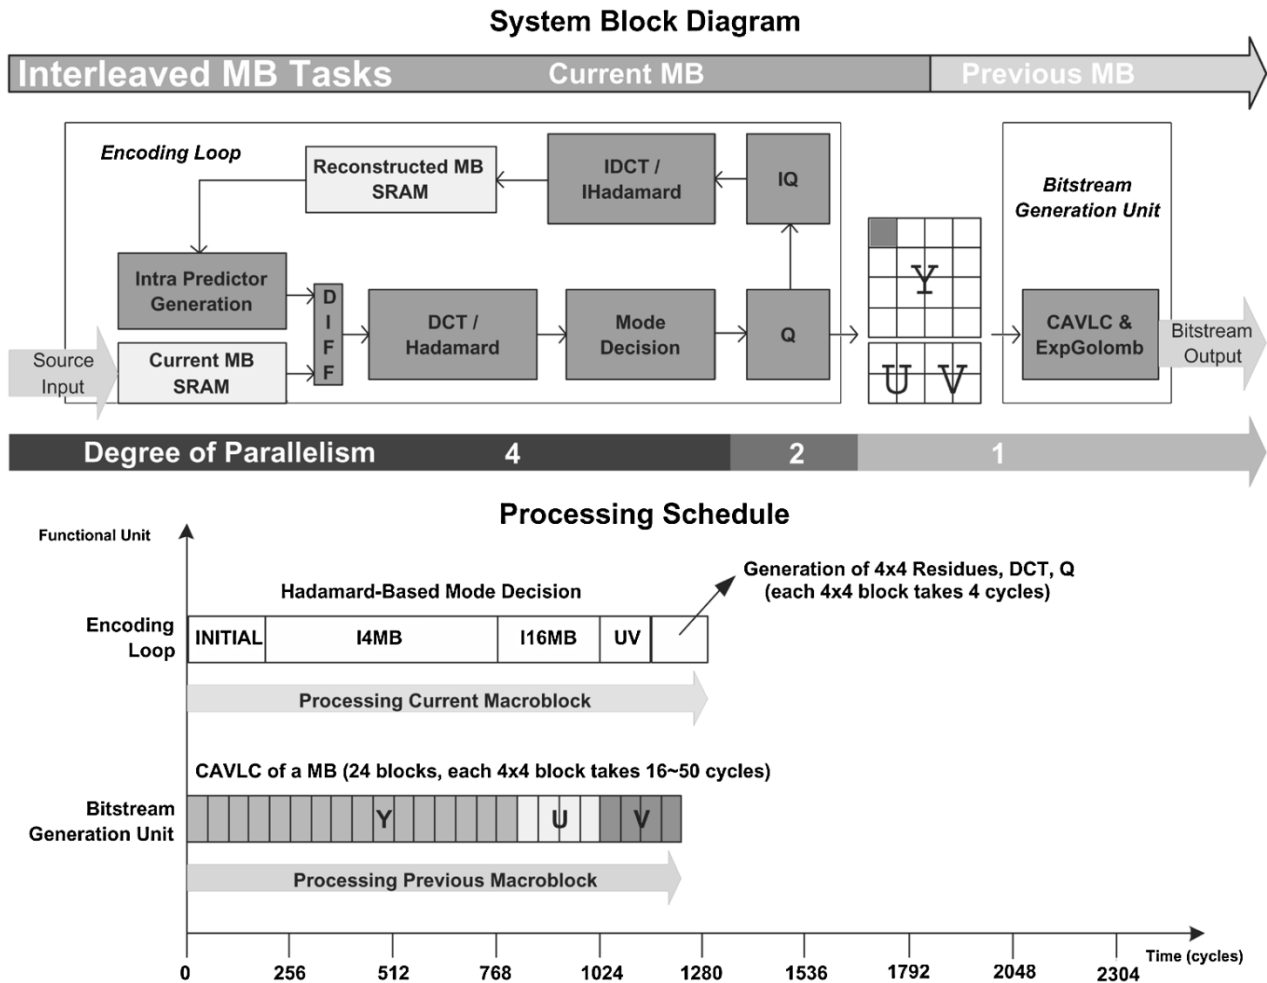 System Block Diagram
Interleaved MB Tasks Current MB Previous MB
Encoding Loop
Reconstructed MB
SRAM
IDCT /
IHadamard
IQ
Bitstream
Generation Unit
Intra Predictor
Generation
D
I
F
F
DCT /
Hadamard
Mode
Decision
Q
Y
U V
CAVLC &
ExpGolomb
Bitstream
Output
Source
Input
Current MB
SRAM
Degree of Parallelism 4 2 1
Processing Schedule
Functional Unit
Generation of 4x4 Residues, DCT, Q
(each 4x4 block takes 4 cycles)
Hadamard-Based Mode Decision
Encoding
Loop
INITIAL I4MB I16MB UV
Processing Current Macroblock
CAVLC of a MB (24 blocks, each 4x4 block takes 16~50 cycles)
Bitstream
Generation Unit
Y U V
Processing Previous Macroblock
Time (cycles)
0 256 512 768 1024 1280 1536 1792 2048 2304